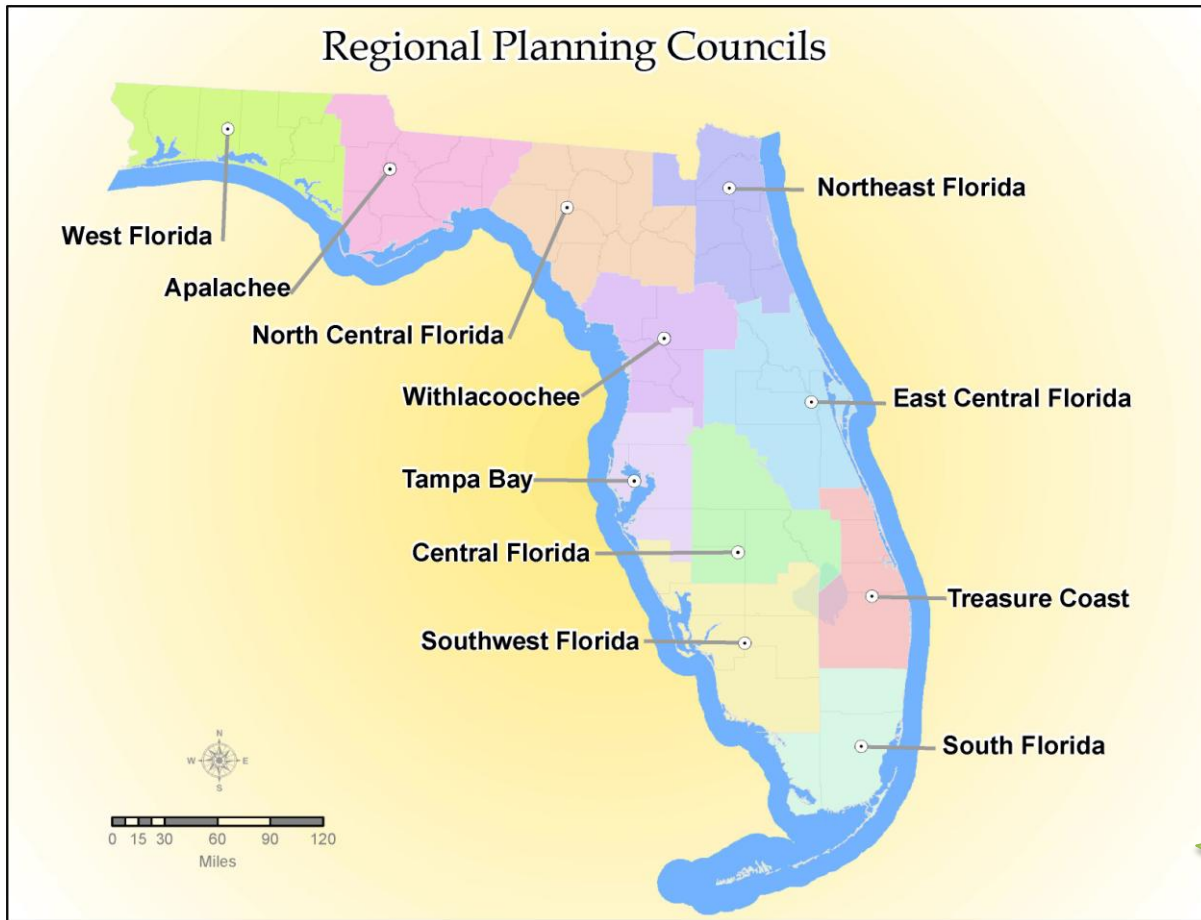 Regional Planning Councils
Northeast Florida
West Florida
Apalachee
North Central Florida
Withlacoochee
East Central Florida
Tampa Bay
Central Florida
Treasure Coast
Southwest Florida
South Florida
N
W E
S
0 15 30 60 90 120
Miles